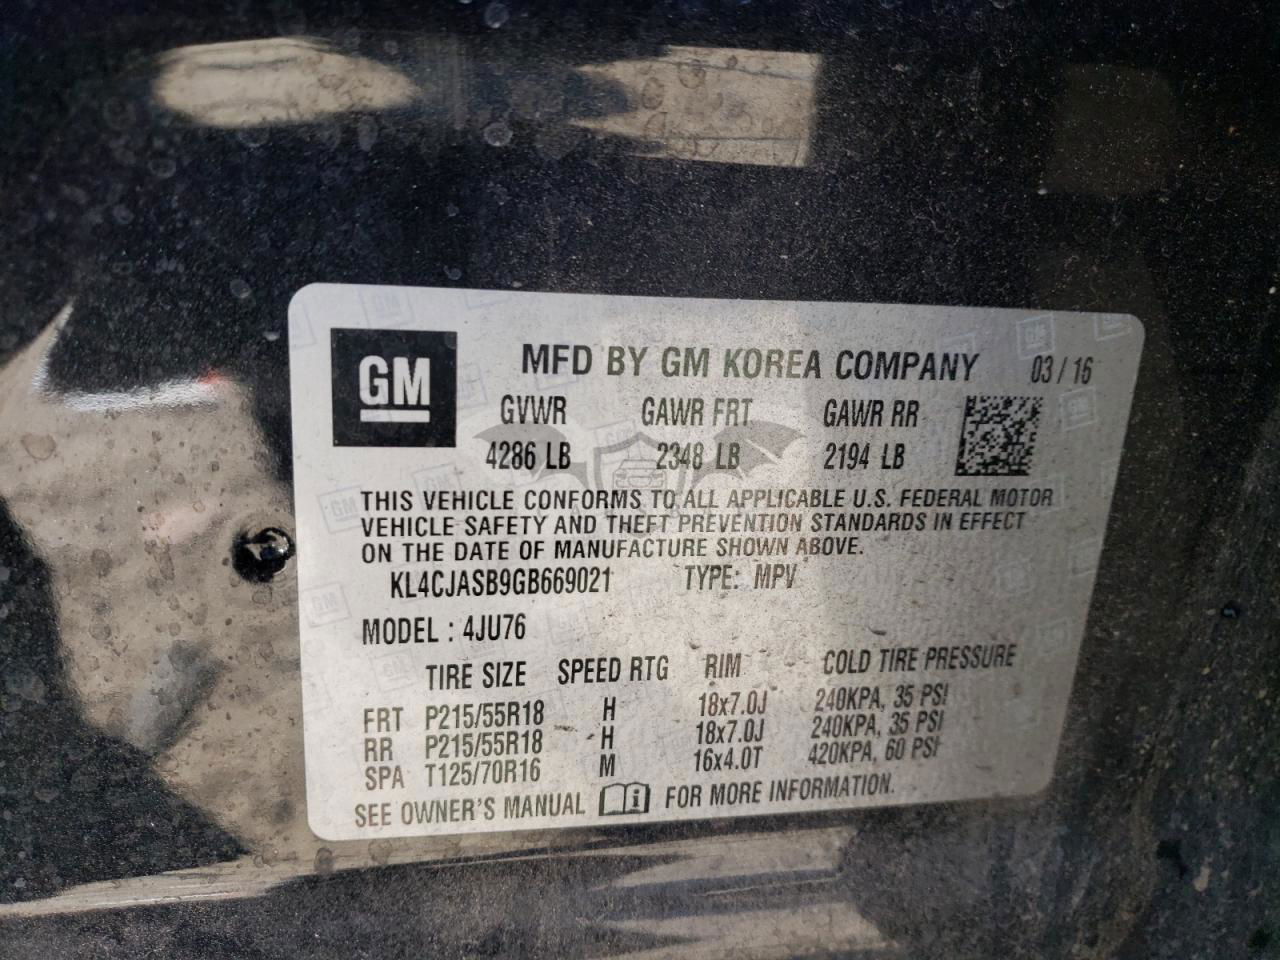 GM
MFD BY GM KOREA COMPANY 03/16
GVWR GAWR FRT GAWR RR
4286 LB 2348 LB 2194 LB
THIS VEHICLE CONFORMS TO ALL APPLICABLE U.S. FEDERAL MOTOR
VEHICLE SAFETY AND THEFT PREVENTION STANDARDS IN EFFECT
ON THE DATE OF MANUFACTURE SHOWN ABOVE.
KL4CJASB9GB669021 TYPE: MPV
MODEL : 4JU76
TIRE SIZE SPEED RTG RIM COLD TIRE PRESSURE
FRT P215/55R18 H 18x7.0J 240KPA, 35 PSI
RR P215/55R18 H 18x7.0J 240KPA, 35 PSI
SPA T125/70R16 M 16x4.0T 420KPA, 60 PSI
SEE OWNER'S MANUAL FOR MORE INFORMATION.